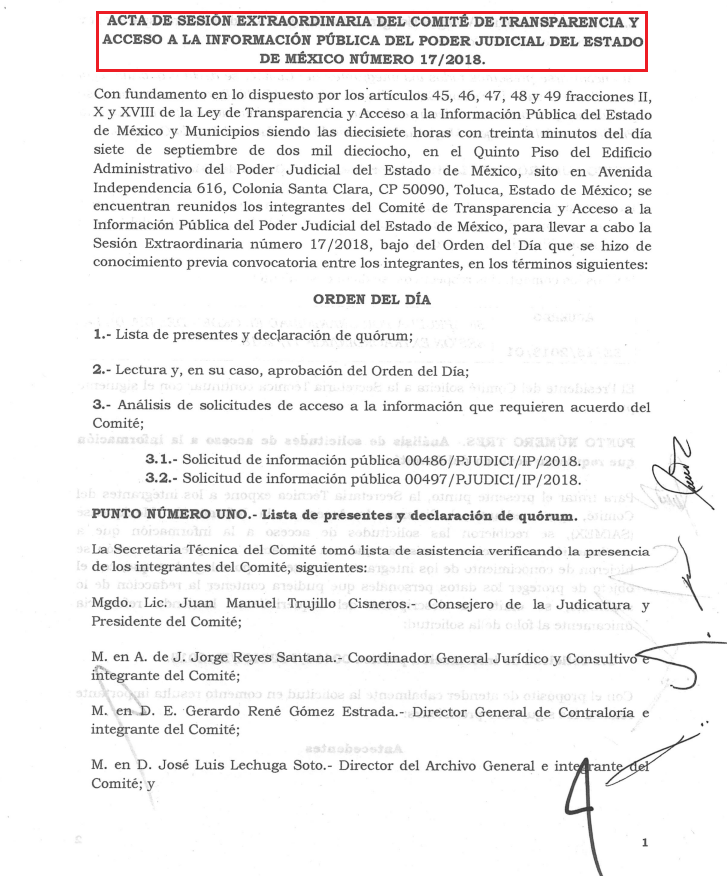 ACTA DE SESIÓN EXTRAORDINARIA DEL COMITÉ DE TRANSPARENCIA Y
ACCESO A LA INFORMACIÓN PÚBLICA DEL PODER JUDICIAL DEL ESTADO
DE MÉXICO NÚMERO 17/2018.
Con fundamento en lo dispuesto por los artículos 45, 46, 47, 48 y 49 fracciones II,
X y XVIII de la Ley de Transparencia y Acceso a la Información Pública del Estado
de México y Municipios siendo las diecisiete horas con treinta minutos del día
siete de septiembre de dos mil dieciocho, en el Quinto Piso del Edificio
Administrativo del Poder Judicial del Estado de México, sito en Avenida
Independencia 616, Colonia Santa Clara, CP 50090, Toluca, Estado de México; se
encuentran reunidos los integrantes del Comité de Transparencia y Acceso a la
Información Pública del Poder Judicial del Estado de México, para llevar a cabo la
Sesión Extraordinaria número 17/2018, bajo del Orden del Día que se hizo de
conocimiento previa convocatoria entre los integrantes, en los términos siguientes:
ORDEN DEL DÍA
1.- Lista de presentes y declaración de quórum;
2.- Lectura y, en su caso, aprobación del Orden del Día;
3.- Análisis de solicitudes de acceso a la información que requieren acuerdo del
Comité;
3.1.- Solicitud de información pública 00486/PJUDICI/IP/2018.
3.2.- Solicitud de información pública 00497/PJUDICI/IP/2018.
PUNTO NÚMERO UNO.- Lista de presentes y declaración de quórum.
La Secretaria Técnica del Comité tomó lista de asistencia verificando la presencia
de los integrantes del Comité, siguientes:
Mgdo. Lic. Juan Manuel Trujillo Cisneros.- Consejero de la Judicatura y
Presidente del Comité;
M. en A. de J. Jorge Reyes Santana.- Coordinador General Jurídico y Consultivo e
integrante del Comité;
M. en D. E. Gerardo René Gómez Estrada.- Director General de Contraloría e
integrante del Comité;
M. en D. José Luis Lechuga Soto.- Director del Archivo General e integrante del
Comité; y
1